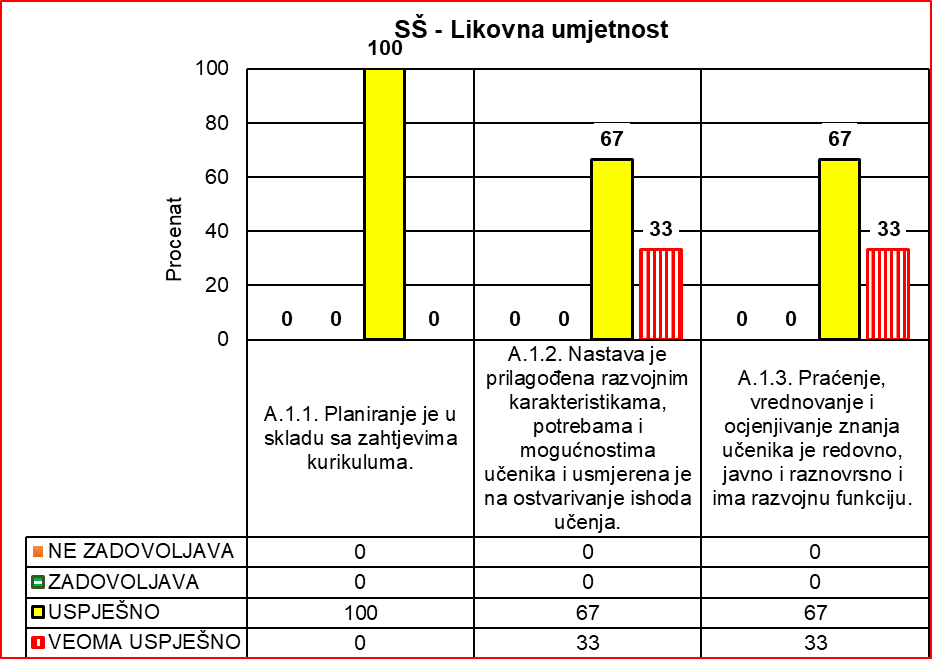 SŠ - Likovna umjetnost
100
100
80
60
40
20
0
Procenat
0 0 0
0 0 67 33
0 0 67 33
A.1.1. Planiranje je u
skladu sa zahtjevima
kurikuluma.
A.1.2. Nastava je
prilagođena razvojnim
karakteristikama,
potrebama i
mogućnostima
učenika i usmjerena je
na ostvarivanje ishoda
učenja.
A.1.3. Praćenje,
vrednovanje i
ocjenjivanje znanja
učenika je redovno,
javno i raznovrsno i
ima razvojnu funkciju.
NE ZADOVOLJAVA 0 0 0
ZADOVOLJAVA 0 0 0
USPJEŠNO 100 67 67
VEOMA USPJEŠNO 0 33 33